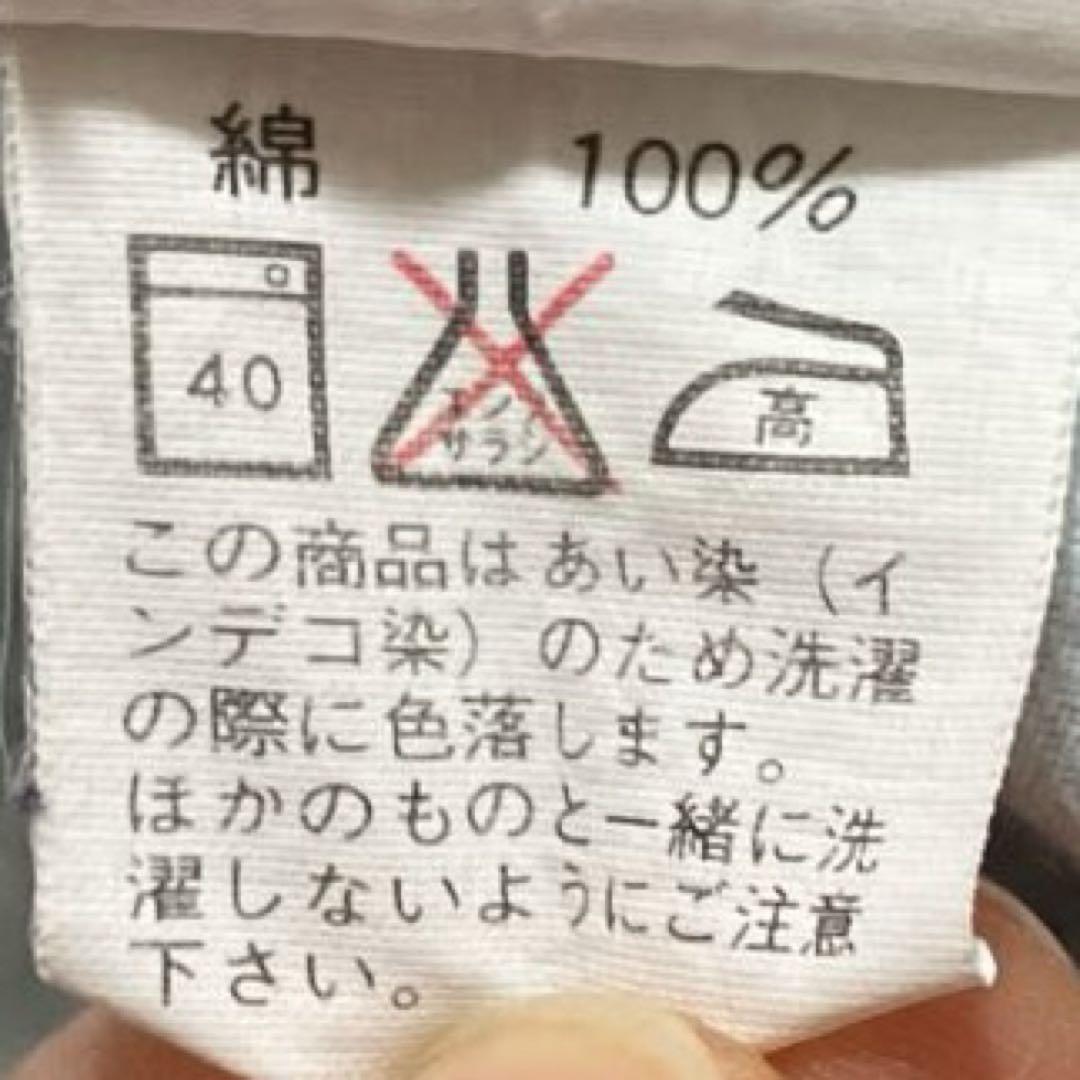 綿 100%
40
エンソ
サラシ
高
この商品はあい染（イ
ンデコ染）のため洗濯
の際に色落します。
ほかのものと一緒に洗
濯しないようにご注意
下さい。